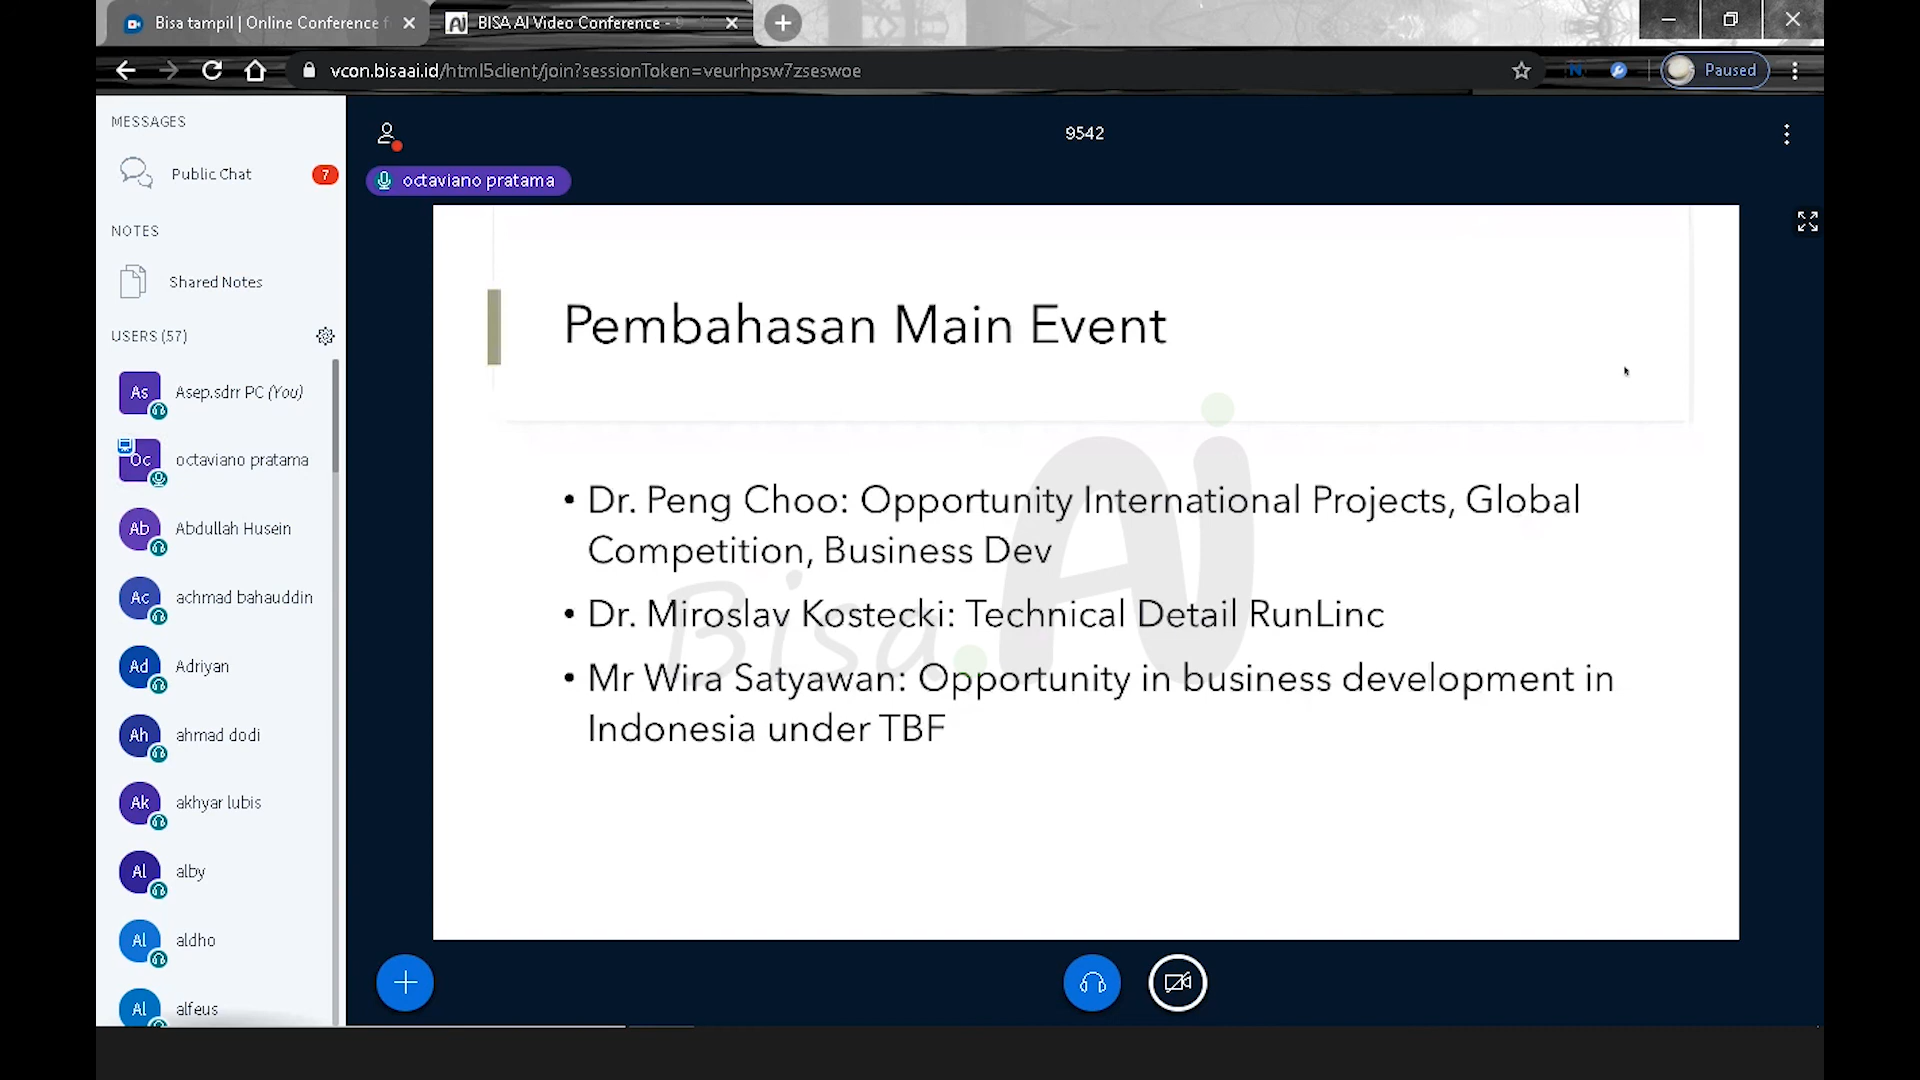 Bisa tampil | Online Conference
BISA AI Video Conference -
vcon.bisaai.id/html5client/join?sessionToken=veurhpsw7zseswoe
Paused
MESSAGES
Public Chat
7
NOTES
Shared Notes
USERS (57)
As
Asep.sdrr PC (You)
Oc
octaviano pratama
Ab
Abdullah Husein
Ac
achmad bahauddin
Ad
Adriyan
Ah
ahmad dodi
Ak
akhyar lubis
Al
alby
Al
aldho
Al
alfeus
9542
octaviano pratama
Pembahasan Main Event
• Dr. Peng Choo: Opportunity International Projects, Global
Competition, Business Dev
• Dr. Miroslav Kostecki: Technical Detail RunLinc
• Mr Wira Satyawan: Opportunity in business development in
Indonesia under TBF
Bisa.Ai